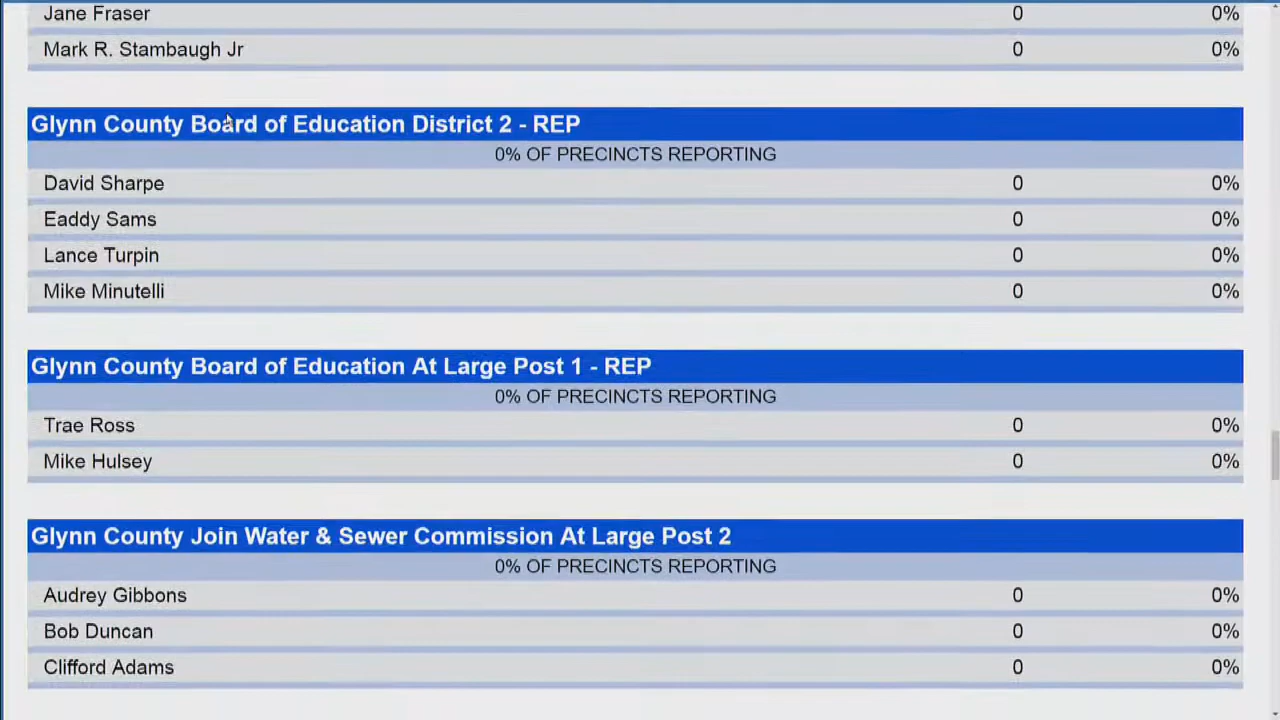 Jane Fraser 0 0%
Mark R. Stambaugh Jr 0 0%
Glynn County Board of Education District 2 - REP
0% OF PRECINCTS REPORTING
David Sharpe 0 0%
Eaddy Sams 0 0%
Lance Turpin 0 0%
Mike Minutelli 0 0%
Glynn County Board of Education At Large Post 1 - REP
0% OF PRECINCTS REPORTING
Trae Ross 0 0%
Mike Hulsey 0 0%
Glynn County Join Water & Sewer Commission At Large Post 2
0% OF PRECINCTS REPORTING
Audrey Gibbons 0 0%
Bob Duncan 0 0%
Clifford Adams 0 0%